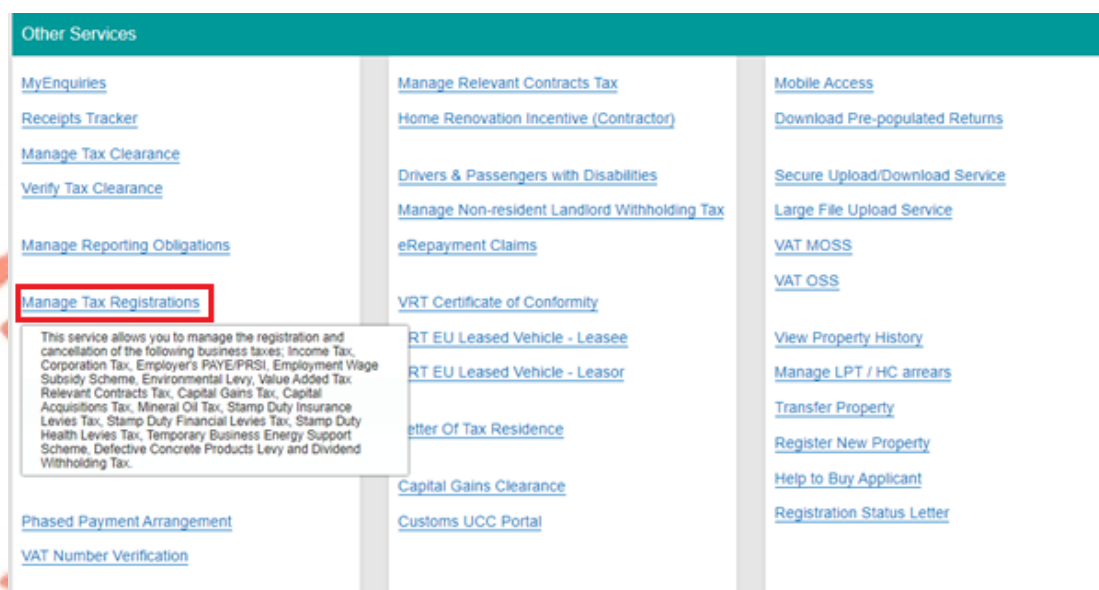 Other Services
MyEnquiries
Receipts Tracker
Manage Tax Clearance
Verify Tax Clearance
Manage Reporting Obligations
Manage Tax Registrations
This service allows you to manage the registration and
cancellation of the following business taxes; Income Tax,
Corporation Tax, Employer's PAYE/PRSI, Employment Wage
Subsidy Scheme, Environmental Levy, Value Added Tax
Relevant Contracts Tax, Capital Gains Tax, Capital
Acquisitions Tax, Mineral Oil Tax, Stamp Duty Insurance
Levies Tax, Stamp Duty Financial Levies Tax, Stamp Duty
Health Levies Tax, Temporary Business Energy Support
Scheme, Defective Concrete Products Levy and Dividend
Withholding Tax.
Phased Payment Arrangement
VAT Number Verification
Manage Relevant Contracts Tax
Home Renovation Incentive (Contractor)
Drivers & Passengers with Disabilities
Manage Non-resident Landlord Withholding Tax
eRepayment Claims
VRT Certificate of Conformity
RT EU Leased Vehicle - Leasee
RT EU Leased Vehicle - Leasor
etter Of Tax Residence
Capital Gains Clearance
Customs UCC Portal
Mobile Access
Download Pre-populated Returns
Secure Upload/Download Service
Large File Upload Service
VAT MOSS
VAT OSS
View Property History
Manage LPT / HC arrears
Transfer Property
Register New Property
Help to Buy Applicant
Registration Status Letter